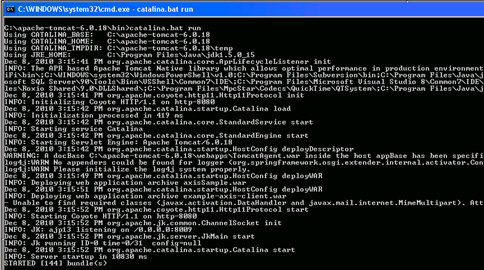 C:\WINDOWS\system32\cmd.exe - catalina.bat run
C:\apache-tomcat-6.0.18\bin>catalina.bat run
Using CATALINA_BASE: C:\apache-tomcat-6.0.18
Using CATALINA_HOME: C:\apache-tomcat-6.0.18
Using CATALINA_TMPDIR: C:\apache-tomcat-6.0.18\temp
Using JRE_HOME: C:\Program Files\Java\jdk1.5.0_15
Dec 8, 2010 3:15:41 PM org.apache.catalina.core.AprLifecycleListener init
INFO: The APR based Apache Tomcat Native library which allows optimal performance in production environment
iFi\bin\;C:\WINDOWS\system32\WindowsPowerShell\v1.0;C:\Program Files\Subversion\bin;C:\Program Files\Java\j
osoft SQL Server\90\Tools\Binn\VSShell\Common7\IDE\;C:\Program Files\Microsoft Visual Studio 8\Common7\IDE\
les\Roxio Shared\9.0\DLLShared\;C:\Program Files\MpcStar\Codecs\QuickTime\QTSystem\;C:\Program Files\Java\j
Dec 8, 2010 3:15:42 PM org.apache.coyote.http11.Http11Protocol init
INFO: Initializing Coyote HTTP/1.1 on http-8080
Dec 8, 2010 3:15:42 PM org.apache.catalina.startup.Catalina load
INFO: Initialization processed in 419 ms
Dec 8, 2010 3:15:42 PM org.apache.catalina.core.StandardService start
INFO: Starting service Catalina
Dec 8, 2010 3:15:42 PM org.apache.catalina.core.StandardEngine start
INFO: Starting Servlet Engine: Apache Tomcat/6.0.18
Dec 8, 2010 3:15:42 PM org.apache.catalina.startup.HostConfig deployDescriptor
WARNING: A docBase C:\apache-tomcat-6.0.18\webapps\TomcatAgent.war inside the host appBase has been specifi
log4j:WARN No appenders could be found for logger (org.springframework.osgi.extender.internal.activator.Con
log4j:WARN Please initialize the log4j system properly.
Dec 8, 2010 3:15:49 PM org.apache.catalina.startup.HostConfig deployWAR
INFO: Deploying web application archive axisSample.war
Dec 8, 2010 3:15:51 PM org.apache.catalina.startup.HostConfig deployWAR
INFO: Deploying web application archive example-axis-client.war
- Unable to find required classes (javax.activation.DataHandler and javax.mail.internet.MimeMultipart). Att
Dec 8, 2010 3:15:52 PM org.apache.coyote.http11.Http11Protocol start
INFO: Starting Coyote HTTP/1.1 on http-8080
Dec 8, 2010 3:15:52 PM org.apache.jk.common.ChannelSocket init
INFO: JK: ajp13 listening on /0.0.0.0:8009
Dec 8, 2010 3:15:52 PM org.apache.jk.server.JkMain start
INFO: Jk running ID=0 time=0/31 config=null
Dec 8, 2010 3:15:52 PM org.apache.catalina.startup.Catalina start
INFO: Server startup in 10830 ms
STARTED [144] bundle(s)